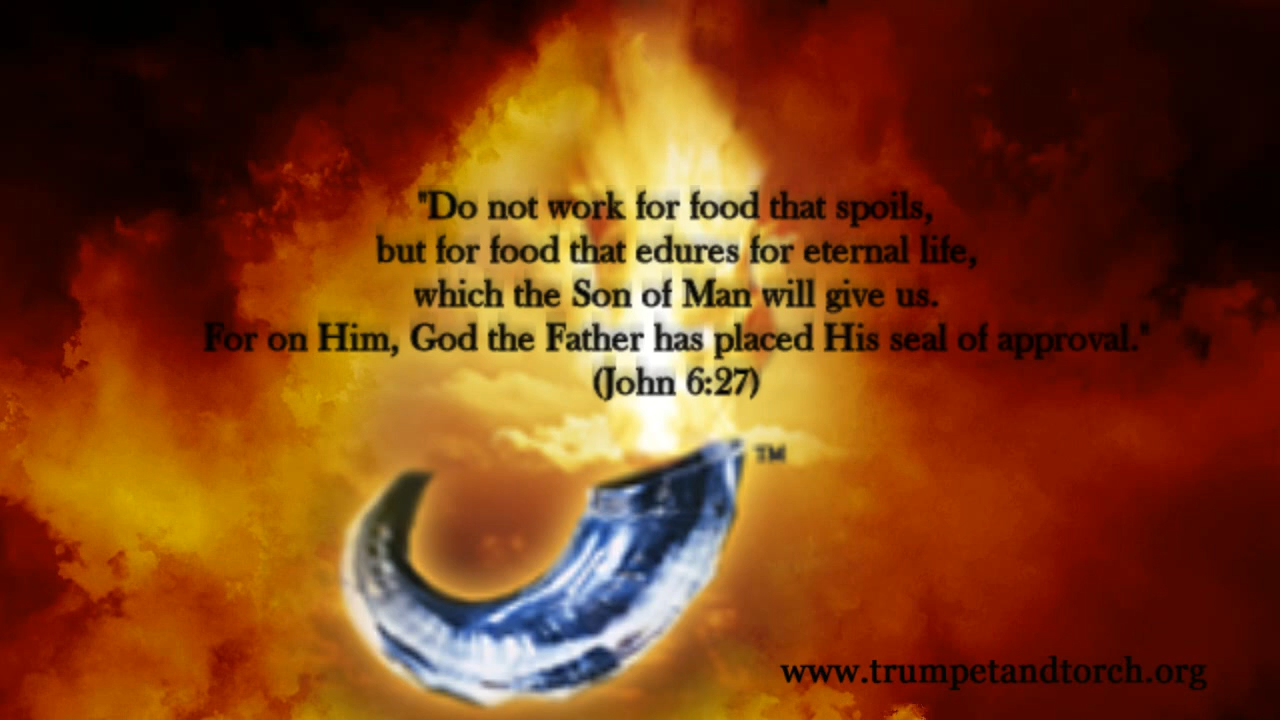 "Do not work for food that spoils,
but for food that edures for eternal life,
which the Son of Man will give us.
For on Him, God the Father has placed His seal of approval."
(John 6:27)
TM
www.trumpetandtorch.org